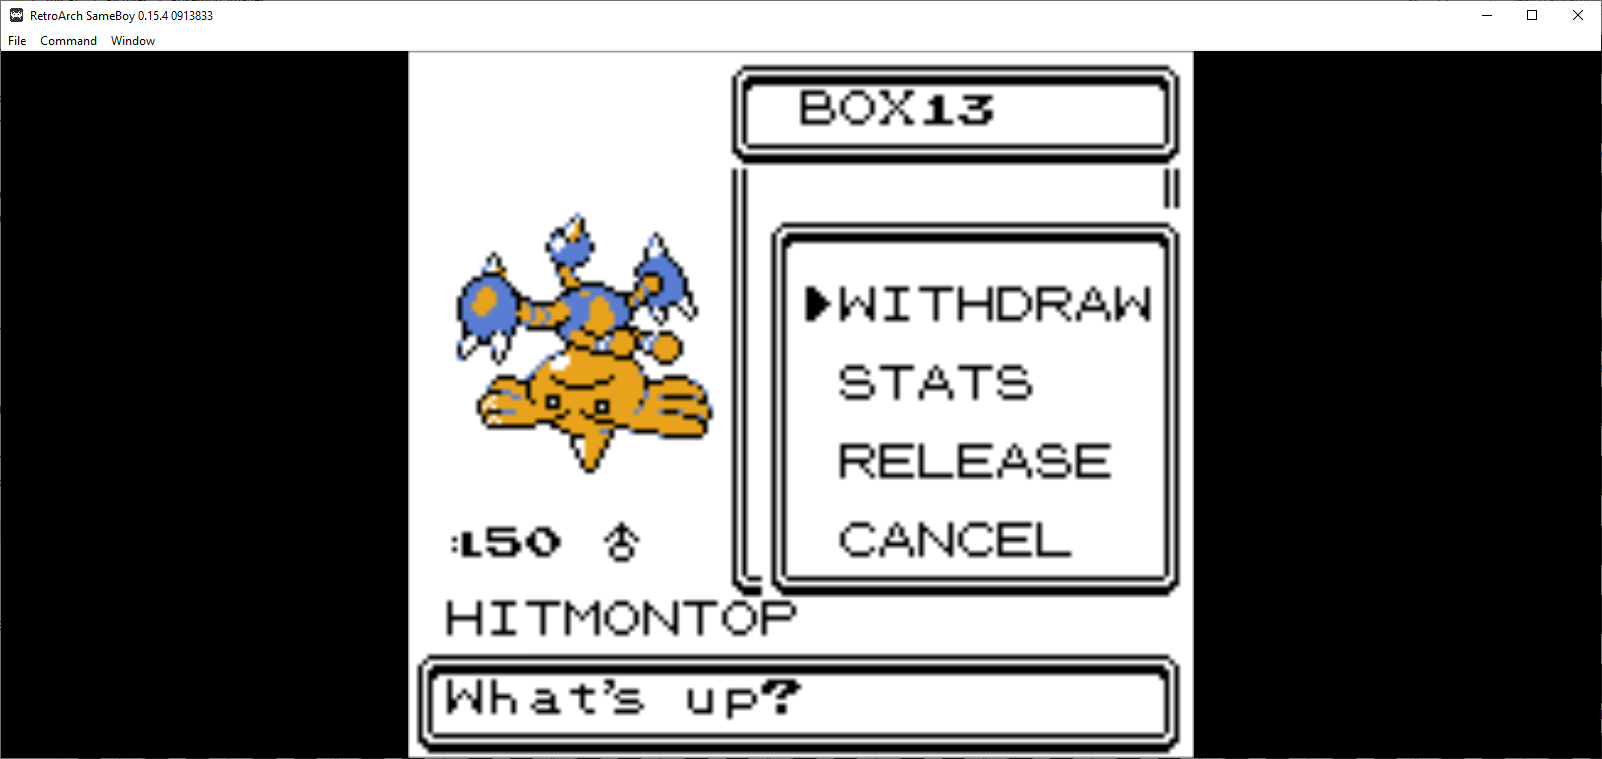 RetroArch SameBoy 0.15.4 0913833
File Command Window
BOX13
▶WITHDRAW
STATS
RELEASE
CANCEL
:L50 ♂
HITMONTOP
What's up?